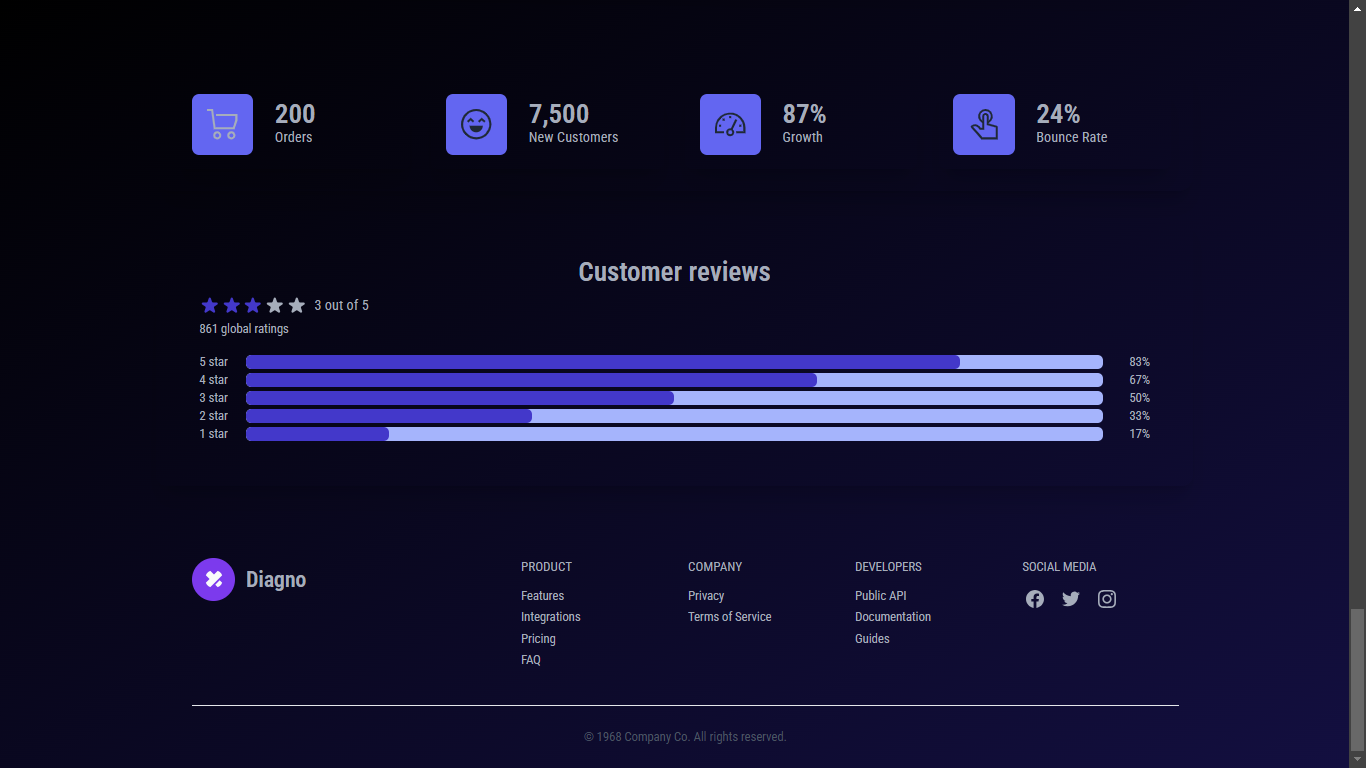 200
Orders
7,500
New Customers
87%
Growth
24%
Bounce Rate
Customer reviews
3 out of 5
861 global ratings
5 star 83%
4 star 67%
3 star 50%
2 star 33%
1 star 17%
Diagno
PRODUCT
Features
Integrations
Pricing
FAQ
COMPANY
Privacy
Terms of Service
DEVELOPERS
Public API
Documentation
Guides
SOCIAL MEDIA
© 1968 Company Co. All rights reserved.